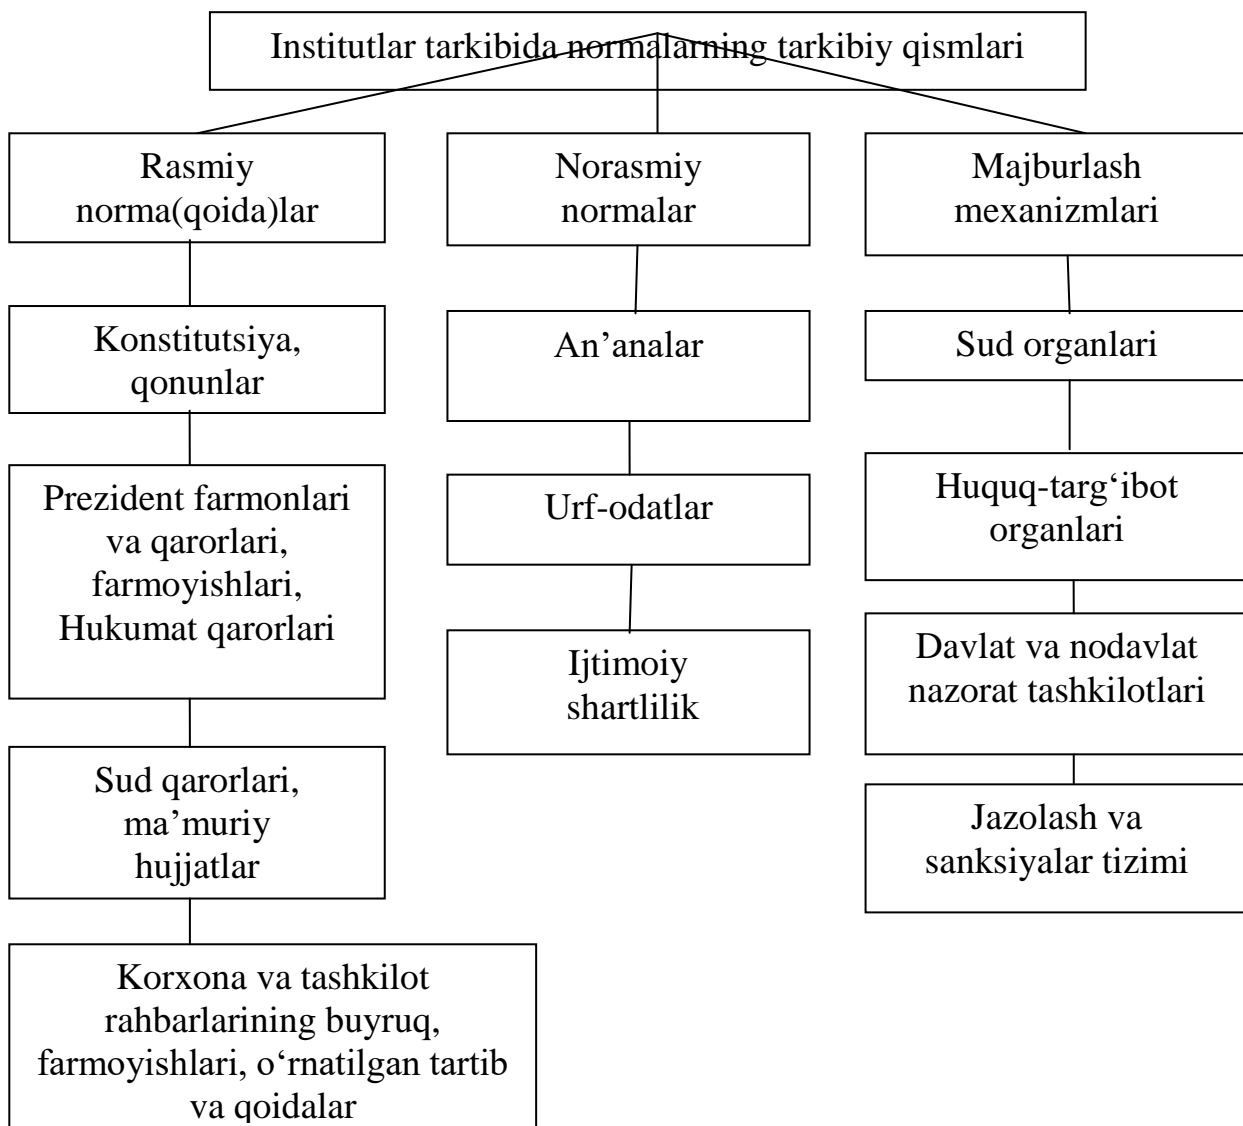 Institutlar tarkibida normalarning tarkibiy qismlari
Rasmiy
norma(qoida)lar
Konstitutsiya,
qonunlar
Prezident farmonlari
va qarorlari,
farmoyishlari,
Hukumat qarorlari
Sud qarorlari,
ma’muriy
hujjatlar
Korxona va tashkilot
rahbarlarining buyruq,
farmoyishlari, o‘rnatilgan tartib
va qoidalar
Norasmiy
normalar
An’analar
Urf-odatlar
Ijtimoiy
shartlilik
Majburlash
mexanizmlari
Sud organlari
Huquq-targ‘ibot
organlari
Davlat va nodavlat
nazorat tashkilotlari
Jazolash va
sanksiyalar tizimi